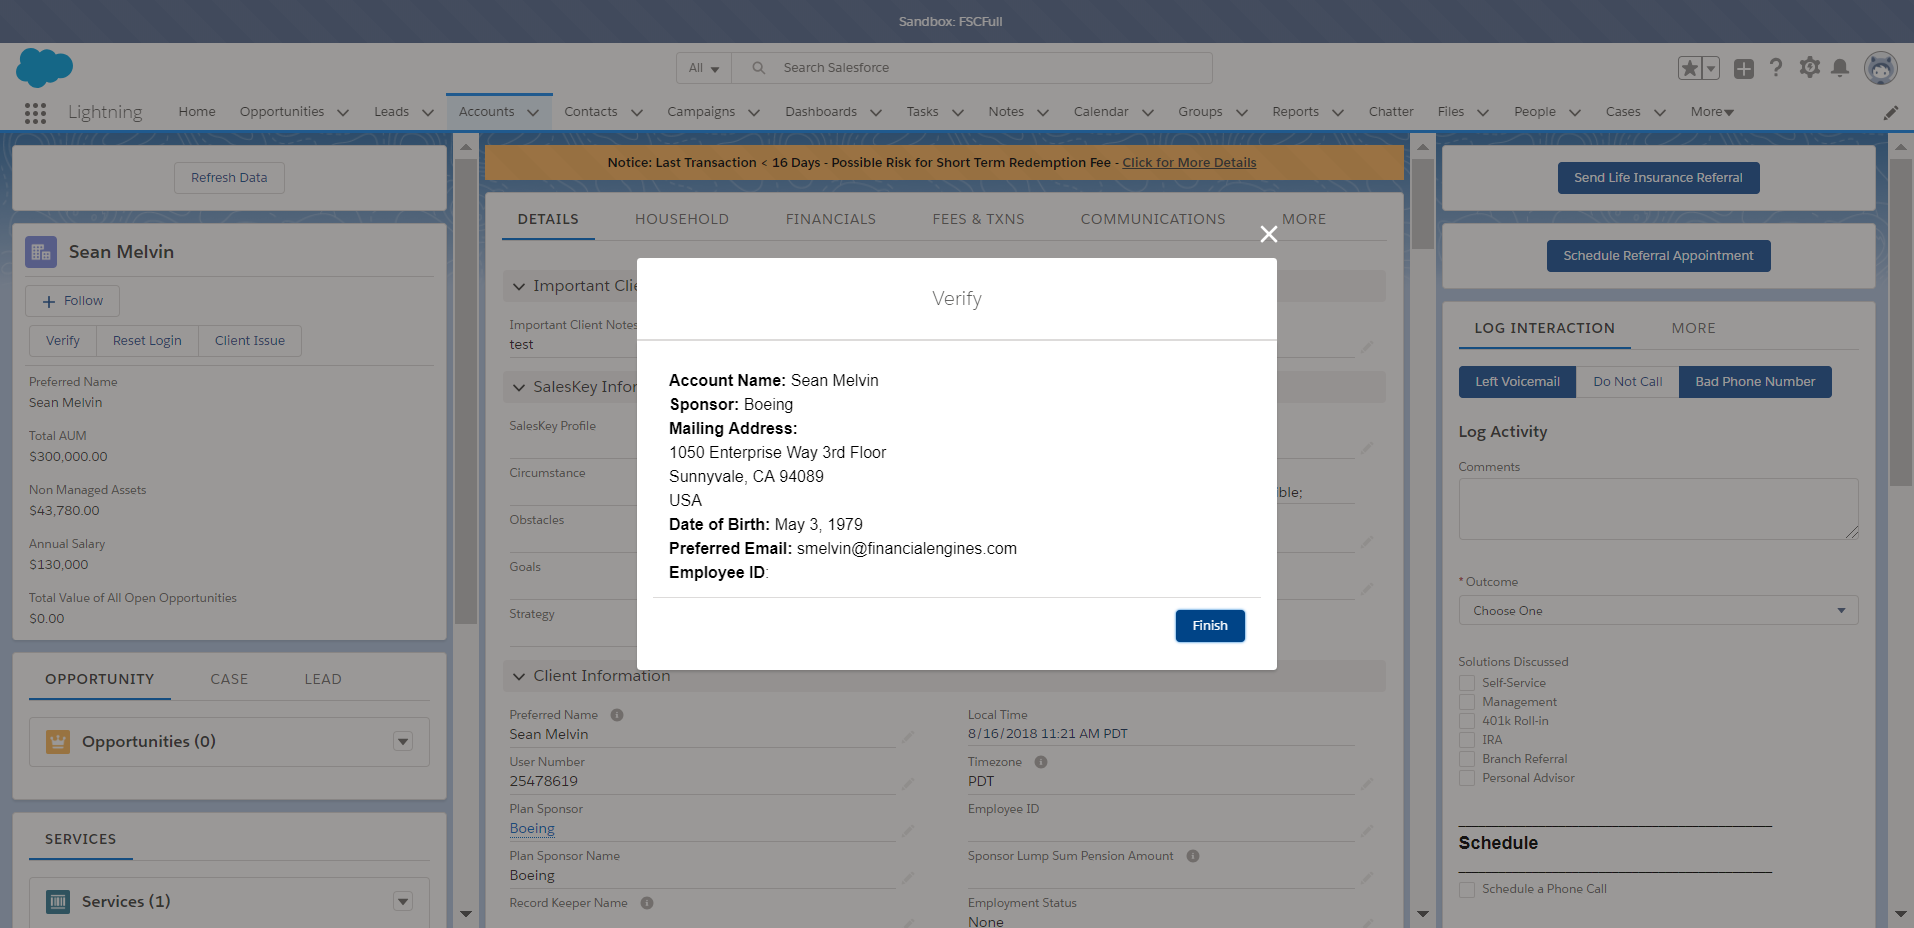 Sandbox: FSCFull
All
Search Salesforce
Lightning
Home
Opportunities
Leads
Accounts
Contacts
Campaigns
Dashboards
Tasks
Notes
Calendar
Groups
Reports
Chatter
Files
People
Cases
More
Refresh Data
Sean Melvin
Follow
Verify
Reset Login
Client Issue
Preferred Name
Sean Melvin
Total AUM
$300,000.00
Non Managed Assets
$43,780.00
Annual Salary
$130,000
Total Value of All Open Opportunities
$0.00
OPPORTUNITY
CASE
LEAD
Opportunities (0)
SERVICES
Services (1)
Notice: Last Transaction < 16 Days - Possible Risk for Short Term Redemption Fee - Click for More Details
DETAILS
HOUSEHOLD
FINANCIALS
FEES & TXNS
COMMUNICATIONS
MORE
Important Clie
Important Client Notes
test
SalesKey Infor
SalesKey Profile
Circumstance
ible;
Obstacles
Goals
Strategy
Verify
Account Name: Sean Melvin
Sponsor: Boeing
Mailing Address:
1050 Enterprise Way 3rd Floor
Sunnyvale, CA 94089
USA
Date of Birth: May 3, 1979
Preferred Email: smelvin@financialengines.com
Employee ID:
Finish
Client Information
Preferred Name
Sean Melvin
Local Time
8/16/2018 11:21 AM PDT
User Number
25478619
Timezone
PDT
Plan Sponsor
Boeing
Employee ID
Plan Sponsor Name
Boeing
Sponsor Lump Sum Pension Amount
Record Keeper Name
Employment Status
None
Send Life Insurance Referral
Schedule Referral Appointment
LOG INTERACTION
MORE
Left Voicemail
Do Not Call
Bad Phone Number
Log Activity
Comments
*Outcome
Choose One
Solutions Discussed
Self-Service
Management
401k Roll-in
IRA
Branch Referral
Personal Advisor
Schedule
Schedule a Phone Call